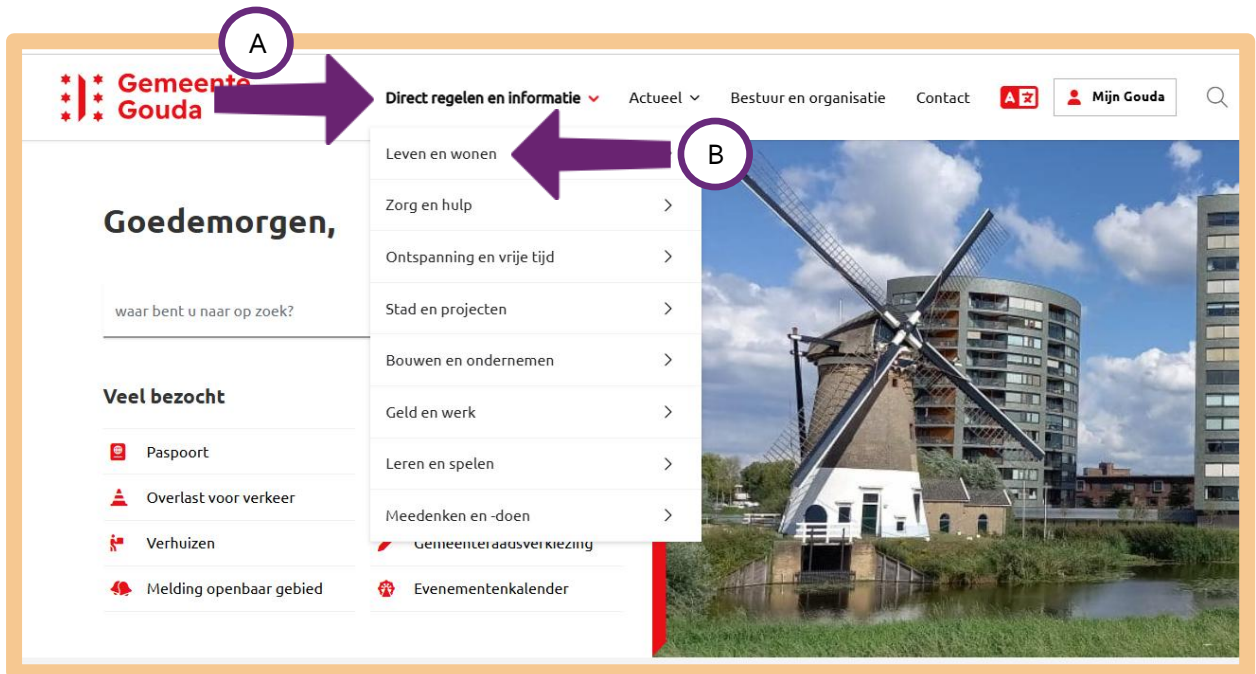 A
Gemeente
Gouda
Direct regelen en informatie
Actueel
Bestuur en organisatie
Contact
A文
Mijn Gouda
Leven en wonen
B
Zorg en hulp
Ontspanning en vrije tijd
Stad en projecten
Bouwen en ondernemen
Geld en werk
Leren en spelen
Meedenken en -doen
Goedemorgen,
waar bent u naar op zoek?
Veel bezocht
Paspoort
Overlast voor verkeer
Verhuizen
Gemeenteraadsverkiezing
Melding openbaar gebied
Evenementenkalender